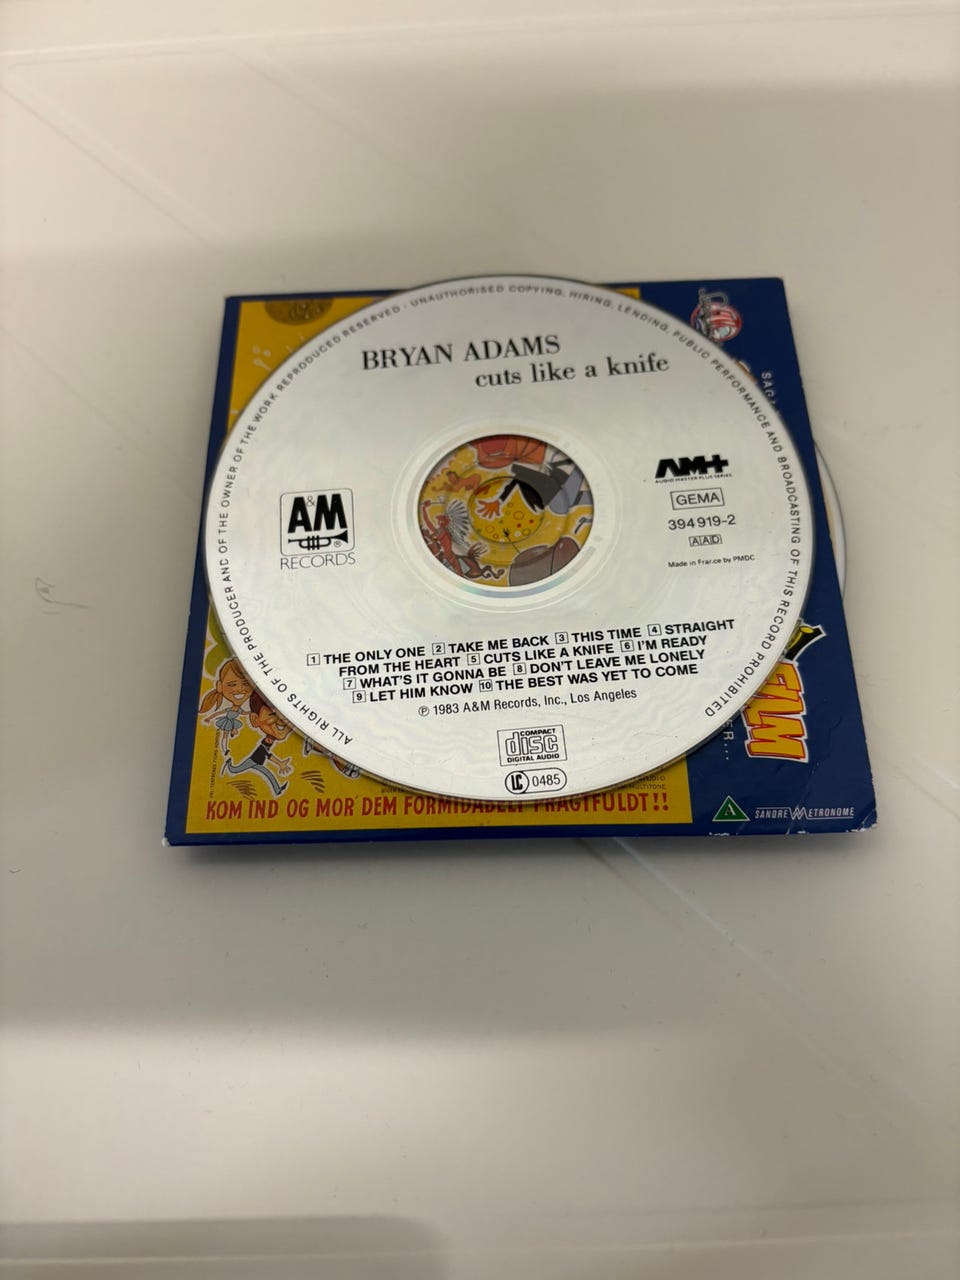 ALL RIGHTS OF THE PRODUCER AND OF THE OWNER OF THE WORK REPRODUCED RESERVED · UNAUTHORISED COPYING, HIRING, LENDING, PUBLIC PERFORMANCE AND BROADCASTING OF THIS RECORD PROHIBITED
BRYAN ADAMS
cuts like a knife
A&M
RECORDS
AM+
AUDIO MASTER PLUS SERIES
GEMA
394 919-2
AAD
Made in France by PMDC
1 THE ONLY ONE 2 TAKE ME BACK 3 THIS TIME 4 STRAIGHT
FROM THE HEART 5 CUTS LIKE A KNIFE 6 I'M READY
7 WHAT'S IT GONNA BE 8 DON'T LEAVE ME LONELY
9 LET HIM KNOW 10 THE BEST WAS YET TO COME
℗ 1983 A&M Records, Inc., Los Angeles
COMPACT
disc
DIGITAL AUDIO
LC 0485
KOM IND OG MOR' DEM FORMIDABELT PRAGTFULDT!!
A
SANDREW METRONOME